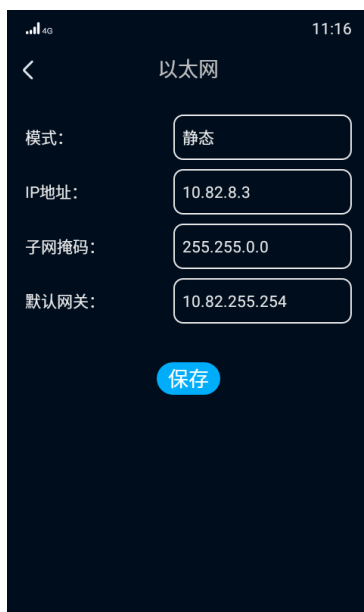 4G 11:16
以太网
模式： 静态
IP地址： 10.82.8.3
子网掩码： 255.255.0.0
默认网关： 10.82.255.254
保存